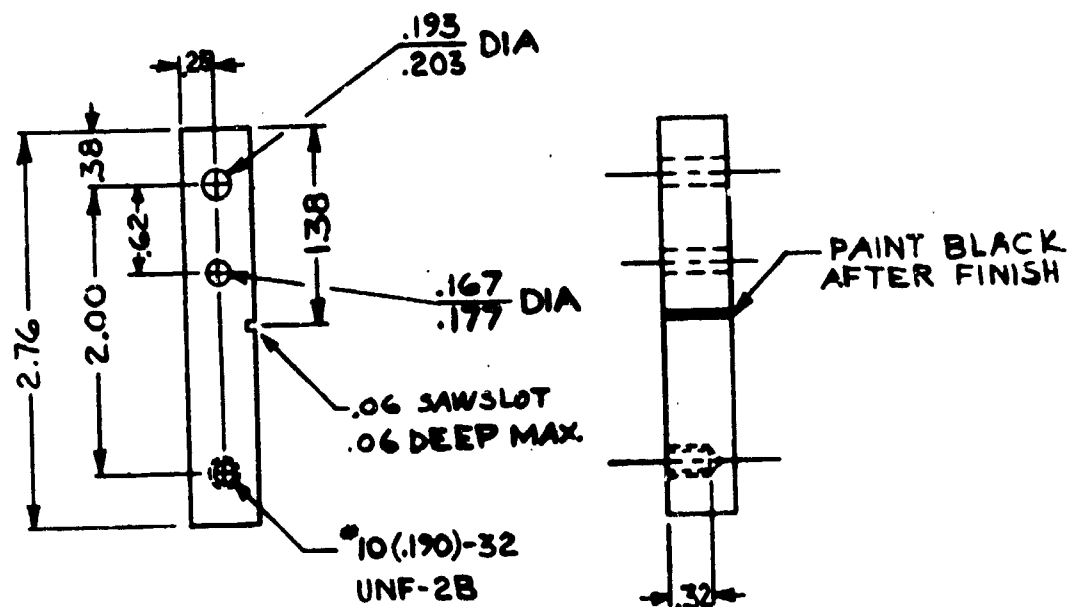 .193
.203 DIA
.28
.38
.62
1.38
2.00
2.76
.167
.177 DIA
.06 SAWSLOT
.06 DEEP MAX.
#10(.190)-32
UNF-2B
PAINT BLACK
AFTER FINISH
.32